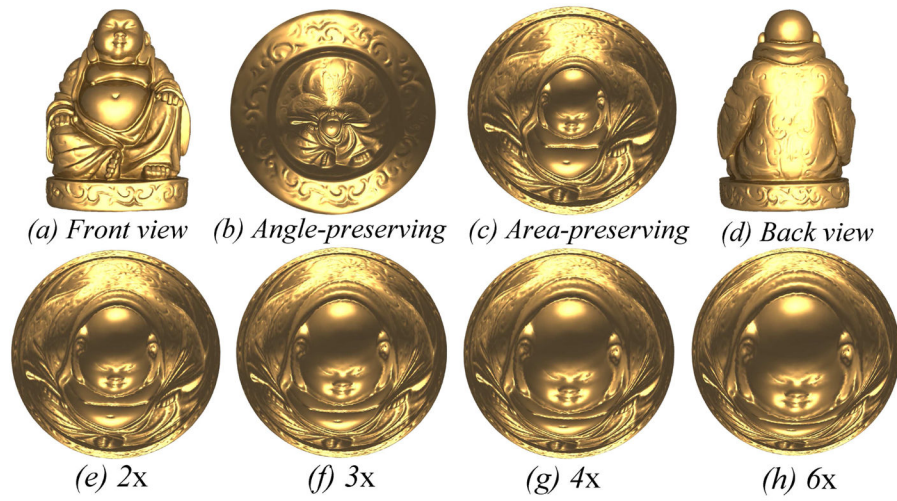 (a) Front view (b) Angle-preserving (c) Area-preserving (d) Back view
(e) 2x (f) 3x (g) 4x (h) 6x